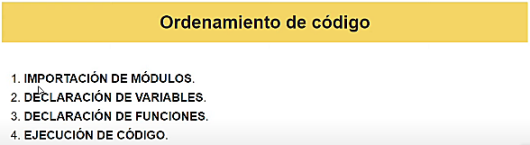 Ordenamiento de código
1. IMPORTACIÓN DE MÓDULOS.
2. DECLARACIÓN DE VARIABLES.
3. DECLARACIÓN DE FUNCIONES.
4. EJECUCIÓN DE CÓDIGO.